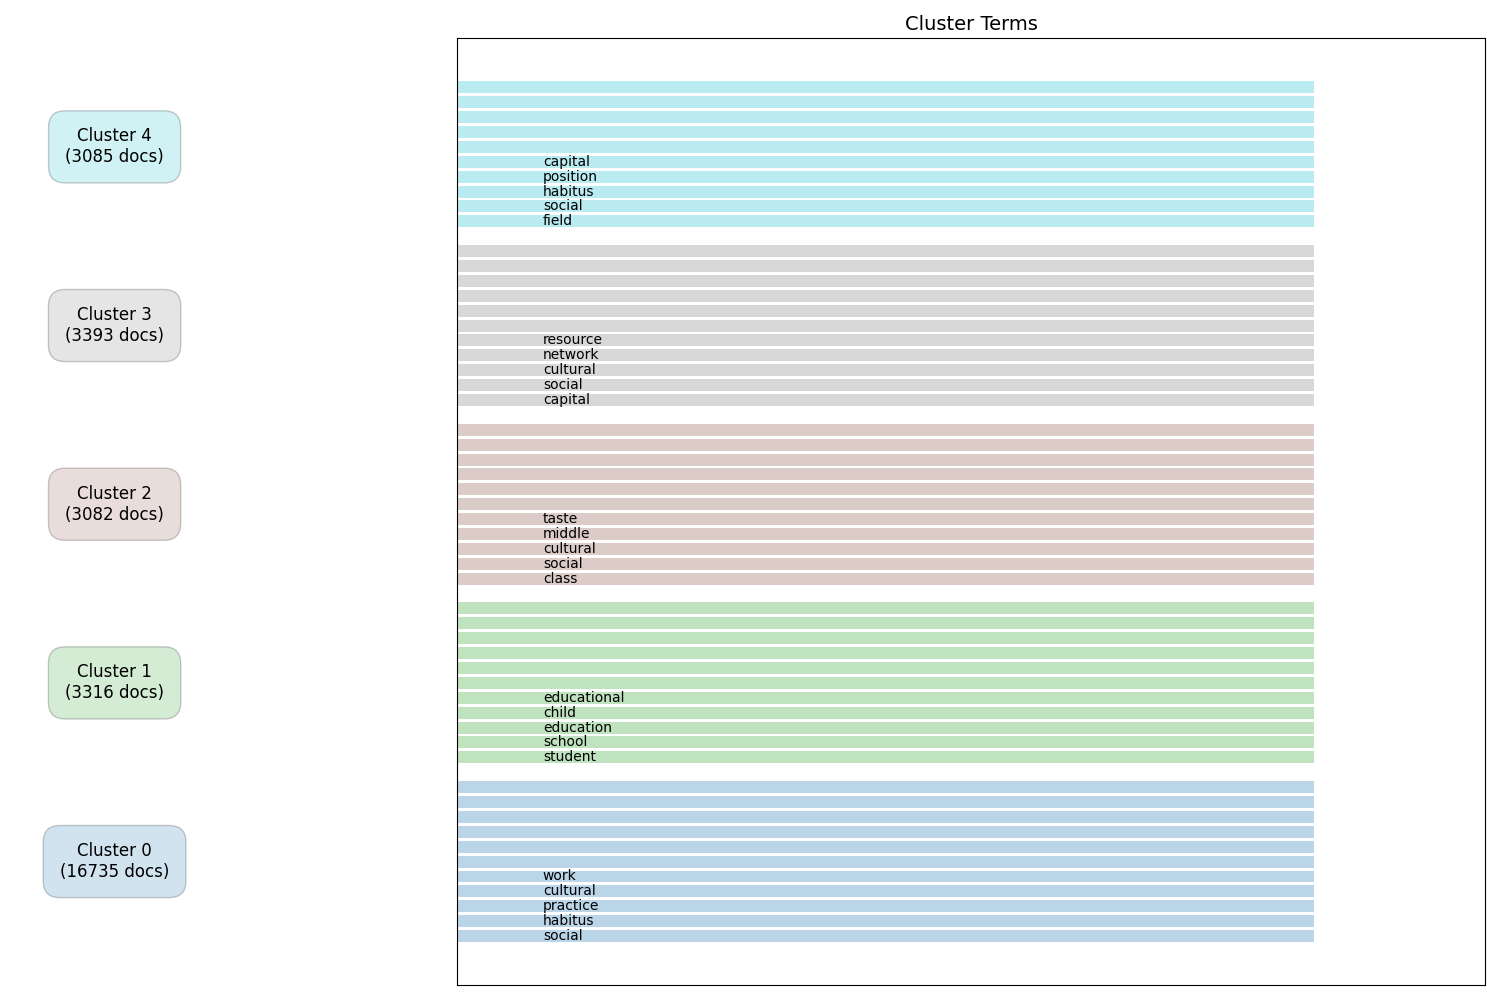 Cluster Terms
Cluster 4
(3085 docs)
capital
position
habitus
social
field
Cluster 3
(3393 docs)
resource
network
cultural
social
capital
Cluster 2
(3082 docs)
taste
middle
cultural
social
class
Cluster 1
(3316 docs)
educational
child
education
school
student
Cluster 0
(16735 docs)
work
cultural
practice
habitus
social